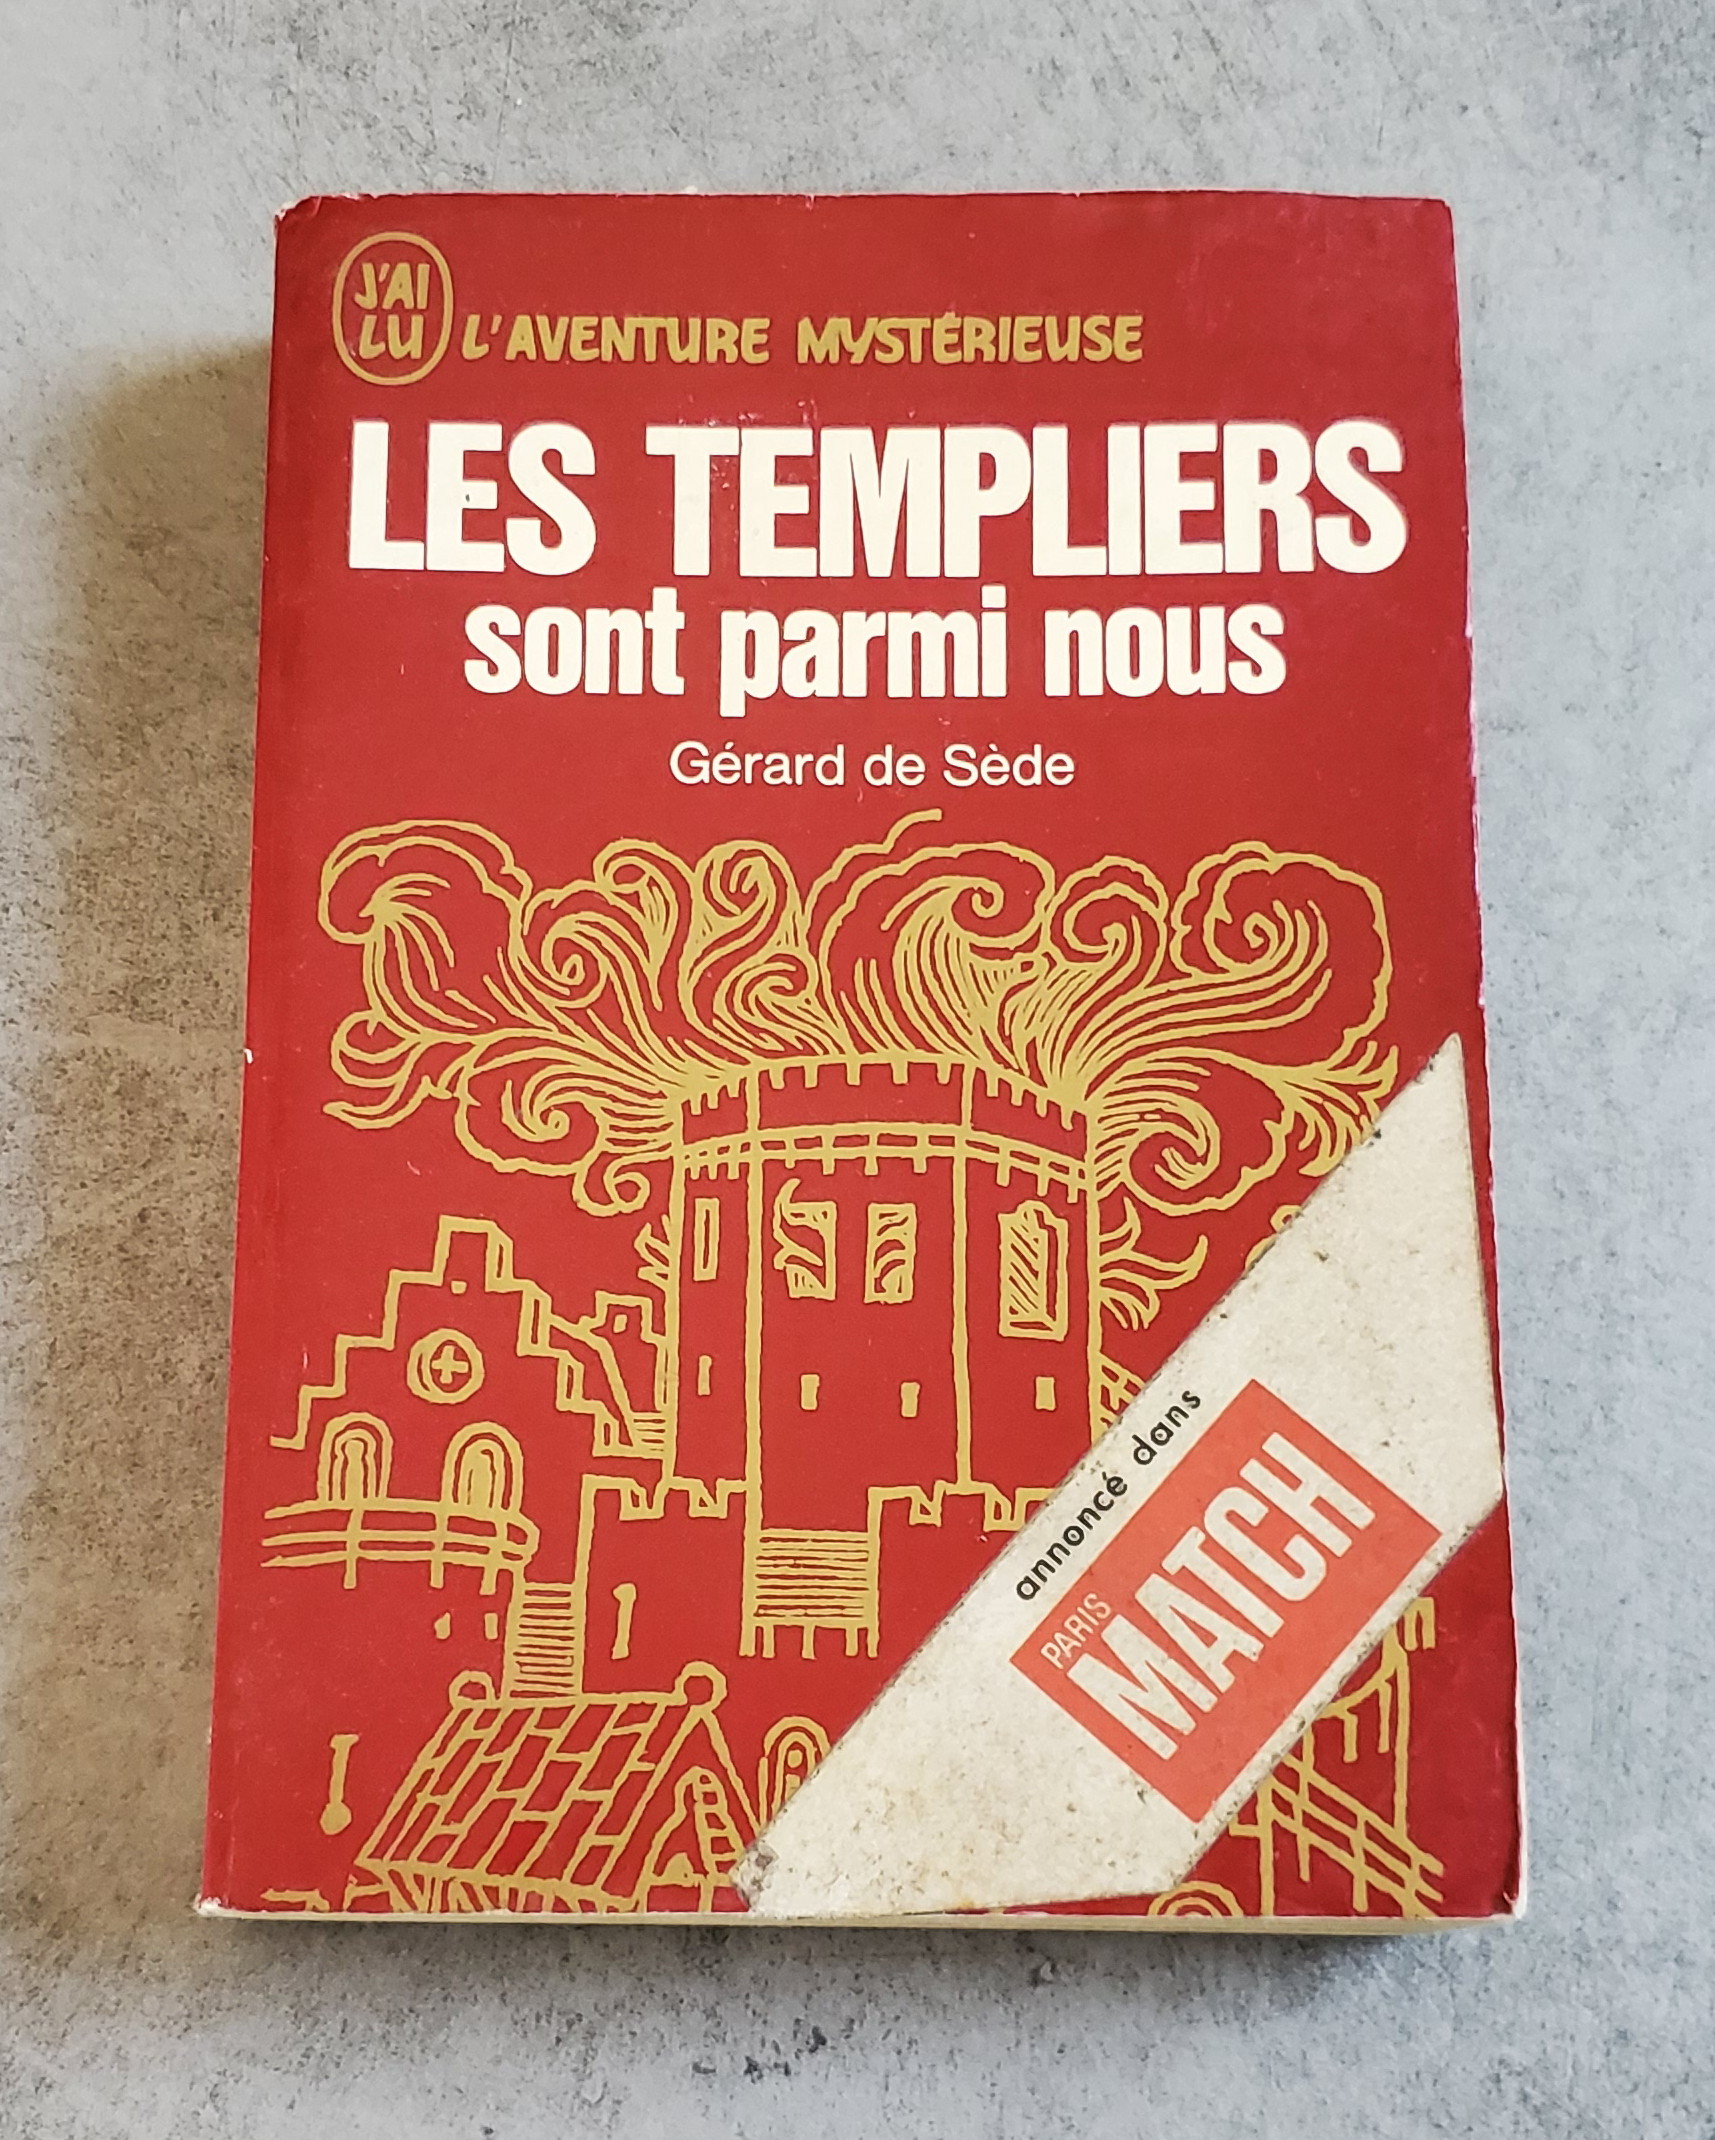 J'AI
LU
L'AVENTURE MYSTÉRIEUSE
LES TEMPLIERS
sont parmi nous
Gérard de Sède
annoncé dans
PARIS
MATCH